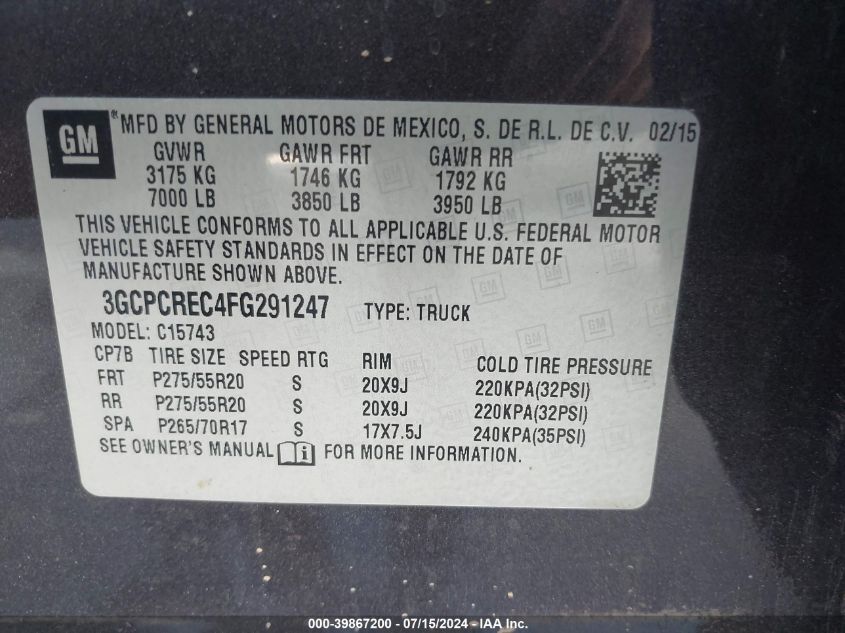 GM
®MFD BY GENERAL MOTORS DE MEXICO, S. DE R.L. DE C.V. 02/15
GVWR GAWR FRT GAWR RR
3175 KG 1746 KG 1792 KG
7000 LB 3850 LB 3950 LB
THIS VEHICLE CONFORMS TO ALL APPLICABLE U.S. FEDERAL MOTOR
VEHICLE SAFETY STANDARDS IN EFFECT ON THE DATE OF
MANUFACTURE SHOWN ABOVE.
3GCPCREC4FG291247 TYPE: TRUCK
MODEL: C15743
CP7B TIRE SIZE SPEED RTG RIM COLD TIRE PRESSURE
FRT P275/55R20 S 20X9J 220KPA(32PSI)
RR P275/55R20 S 20X9J 220KPA(32PSI)
SPA P265/70R17 S 17X7.5J 240KPA(35PSI)
SEE OWNER'S MANUAL i FOR MORE INFORMATION.
000-39867200 - 07/15/2024 - IAA Inc.